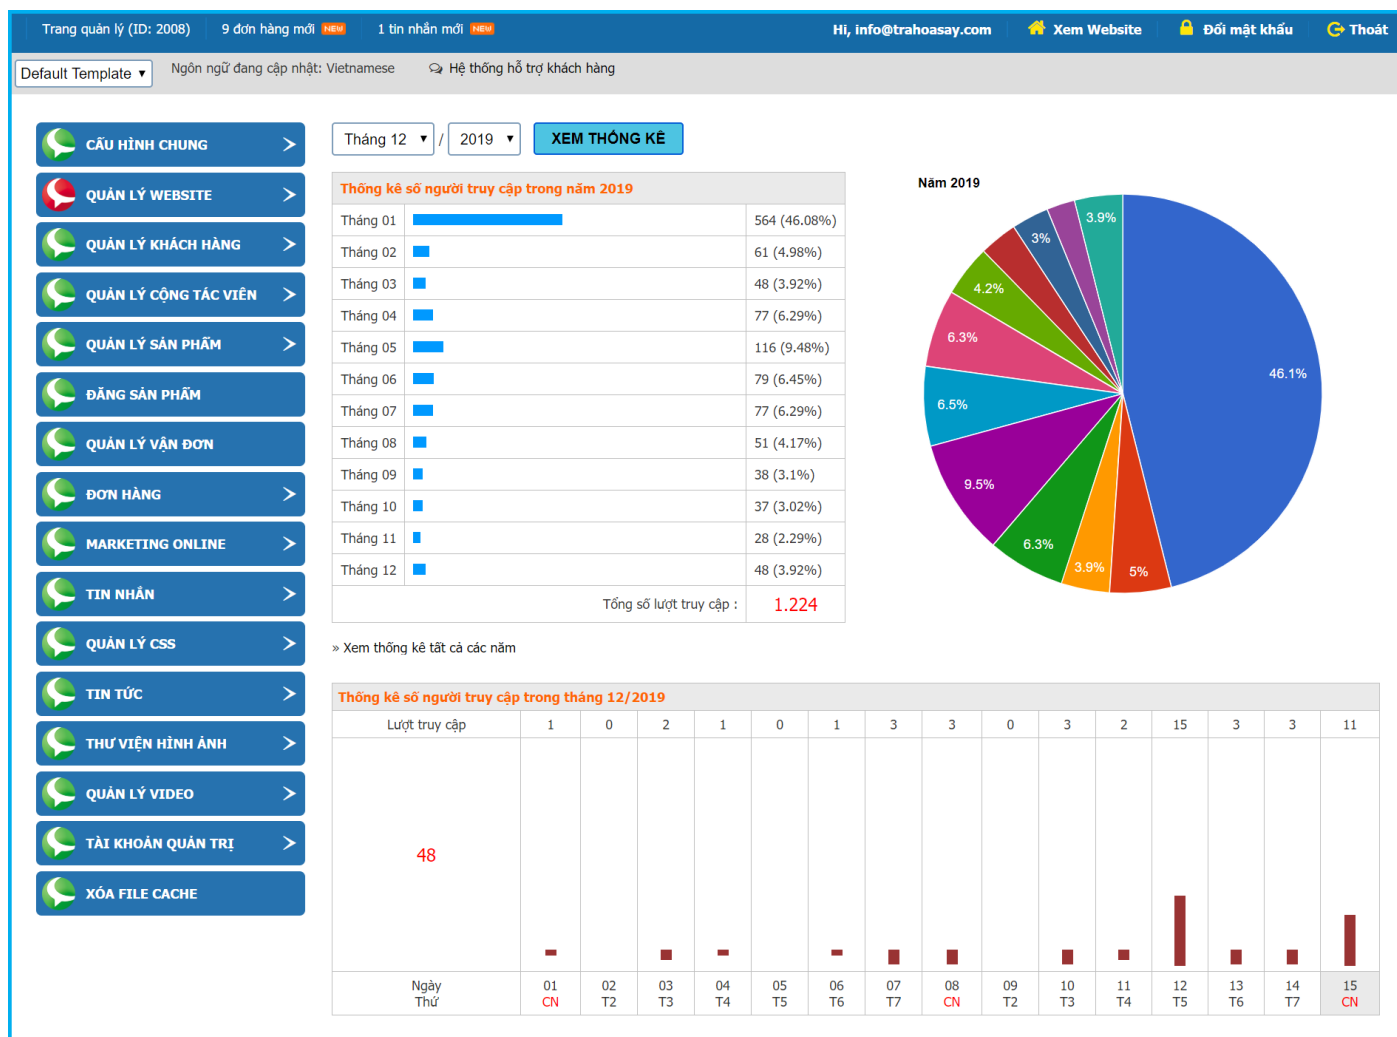 Trang quản lý (ID: 2008) 9 đơn hàng mới NEW 1 tin nhắn mới NEW Hi, info@trahoasay.com Xem Website Đổi mật khẩu Thoát
Default Template Ngôn ngữ đang cập nhật: Vietnamese Hệ thống hỗ trợ khách hàng
CẤU HÌNH CHUNG
QUẢN LÝ WEBSITE
QUẢN LÝ KHÁCH HÀNG
QUẢN LÝ CỘNG TÁC VIÊN
QUẢN LÝ SẢN PHẨM
ĐĂNG SẢN PHẨM
QUẢN LÝ VẬN ĐƠN
ĐƠN HÀNG
MARKETING ONLINE
TIN NHẮN
QUẢN LÝ CSS
TIN TỨC
THƯ VIỆN HÌNH ẢNH
QUẢN LÝ VIDEO
TÀI KHOẢN QUẢN TRỊ
XÓA FILE CACHE
Tháng 12 / 2019 XEM THỐNG KÊ
Thống kê số người truy cập trong năm 2019
Tháng 01 564 (46.08%)
Tháng 02 61 (4.98%)
Tháng 03 48 (3.92%)
Tháng 04 77 (6.29%)
Tháng 05 116 (9.48%)
Tháng 06 79 (6.45%)
Tháng 07 77 (6.29%)
Tháng 08 51 (4.17%)
Tháng 09 38 (3.1%)
Tháng 10 37 (3.02%)
Tháng 11 28 (2.29%)
Tháng 12 48 (3.92%)
Tổng số lượt truy cập : 1.224
Năm 2019
3.9%
3%
4.2%
6.3%
46.1%
6.5%
9.5%
6.3%
3.9%
5%
» Xem thống kê tất cả các năm
Thống kê số người truy cập trong tháng 12/2019
Lượt truy cập 1 0 2 1 0 1 3 3 0 3 2 15 3 3 11
48
Ngày 01 02 03 04 05 06 07 08 09 10 11 12 13 14 15
Thứ CN T2 T3 T4 T5 T6 T7 CN T2 T3 T4 T5 T6 T7 CN